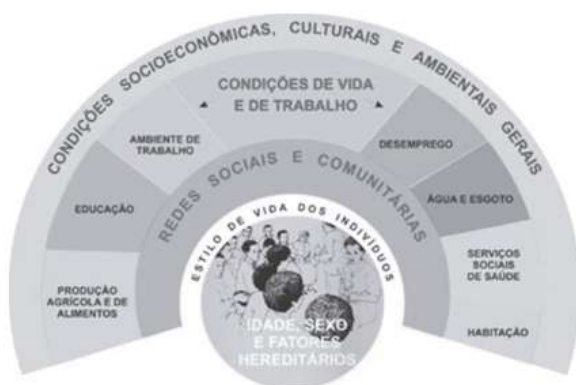 CONDIÇÕES SOCIOECONÔMICAS, CULTURAIS E AMBIENTAIS GERAIS
CONDIÇÕES DE VIDA
E DE TRABALHO
AMBIENTE DE
TRABALHO
DESEMPREGO
REDES SOCIAIS E COMUNITÁRIAS
EDUCAÇÃO
ÁGUA E ESGOTO
ESTILO DE VIDA DOS INDIVÍDUOS
PRODUÇÃO
AGRÍCOLA E DE
ALIMENTOS
SERVIÇOS
SOCIAIS
DE SAÚDE
HABITAÇÃO
IDADE, SEXO
E FATORES
HEREDITÁRIOS